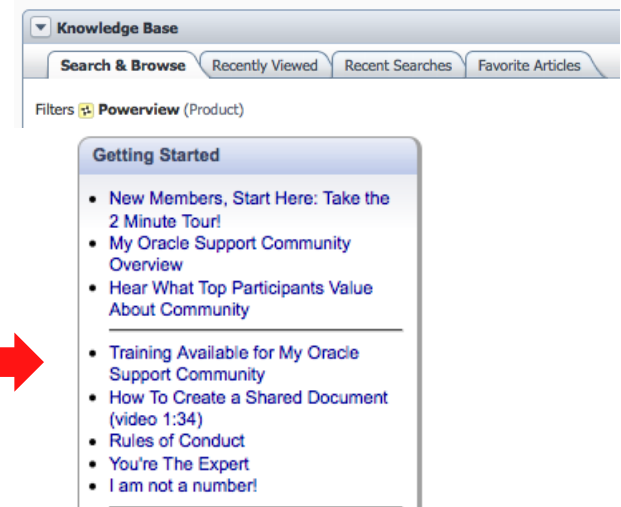 Knowledge Base
Search & Browse Recently Viewed Recent Searches Favorite Articles
Filters Powerview (Product)
Getting Started
• New Members, Start Here: Take the
2 Minute Tour!
• My Oracle Support Community
Overview
• Hear What Top Participants Value
About Community
• Training Available for My Oracle
Support Community
• How To Create a Shared Document
(video 1:34)
• Rules of Conduct
• You're The Expert
• I am not a number!